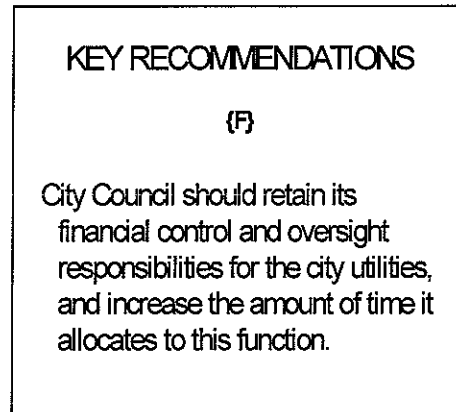 KEY RECOMMENDATIONS
{F}
City Council should retain its
financial control and oversight
responsibilities for the city utilities,
and increase the amount of time it
allocates to this function.